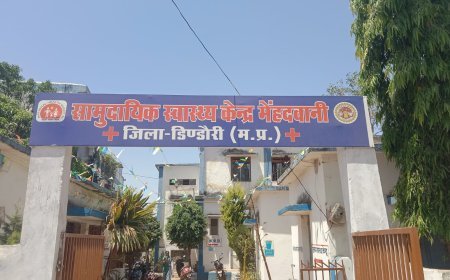 सामुदायिक स्वास्थ्य केन्द्र मेंहदवानी
जिला-डिण्डौरी (म.प्र.)